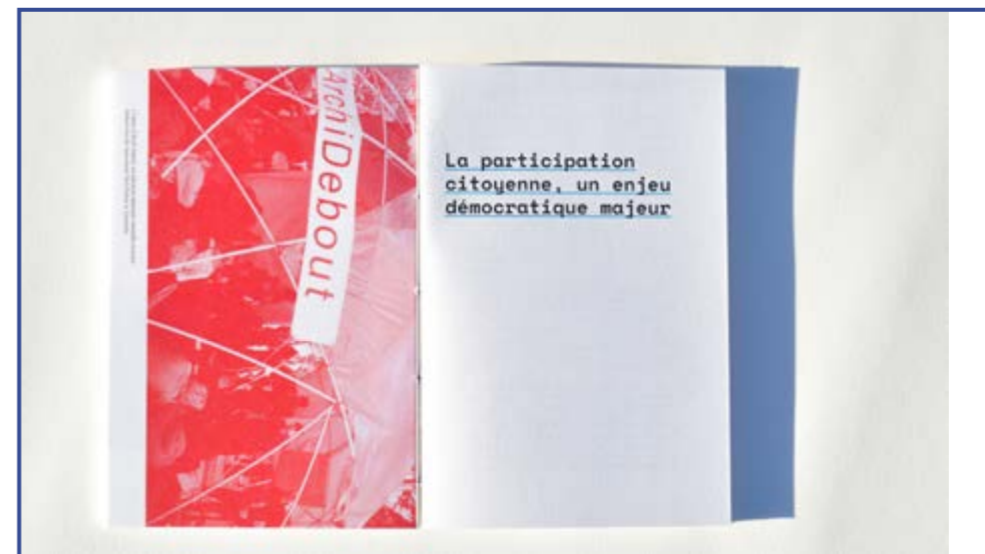 ArchiDebout
La participation
citoyenne, un enjeu
démocratique majeur